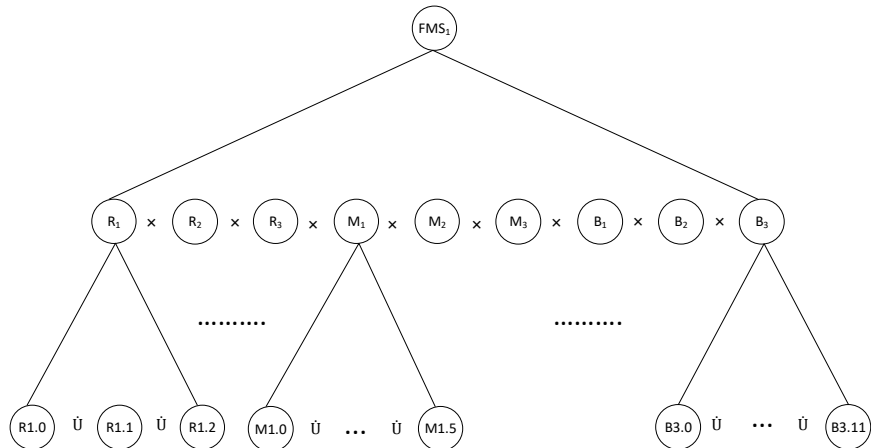 FMS₁
R₁ × R₂ × R₃ × M₁ × M₂ × M₃ × B₁ × B₂ × B₃
.......... ..........
R1.0 U̇ R1.1 U̇ R1.2 M1.0 U̇ ... U̇ M1.5 B3.0 U̇ ... U̇ B3.11